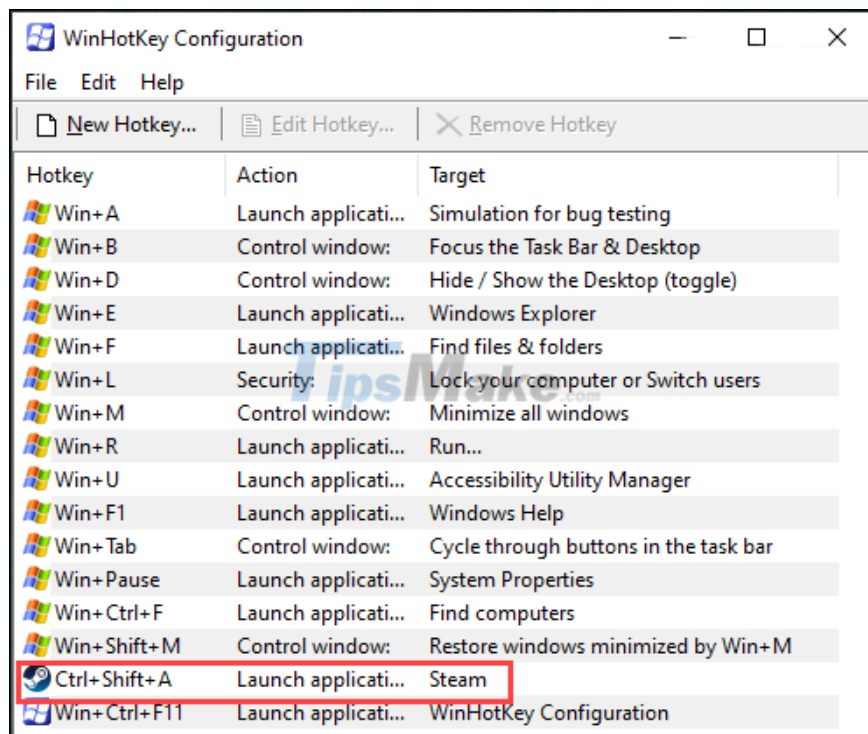 WinHotKey Configuration
File Edit Help
New Hotkey... Edit Hotkey... Remove Hotkey
Hotkey Action Target
Win+A Launch applicati... Simulation for bug testing
Win+B Control window: Focus the Task Bar & Desktop
Win+D Control window: Hide / Show the Desktop (toggle)
Win+E Launch applicati... Windows Explorer
Win+F Launch applicati... Find files & folders
TipsMake.com
Win+L Security: Lock your computer or Switch users
Win+M Control window: Minimize all windows
Win+R Launch applicati... Run...
Win+U Launch applicati... Accessibility Utility Manager
Win+F1 Launch applicati... Windows Help
Win+Tab Control window: Cycle through buttons in the task bar
Win+Pause Launch applicati... System Properties
Win+Ctrl+F Launch applicati... Find computers
Win+Shift+M Control window: Restore windows minimized by Win+M
Ctrl+Shift+A Launch applicati... Steam
Win+Ctrl+F11 Launch applicati... WinHotKey Configuration